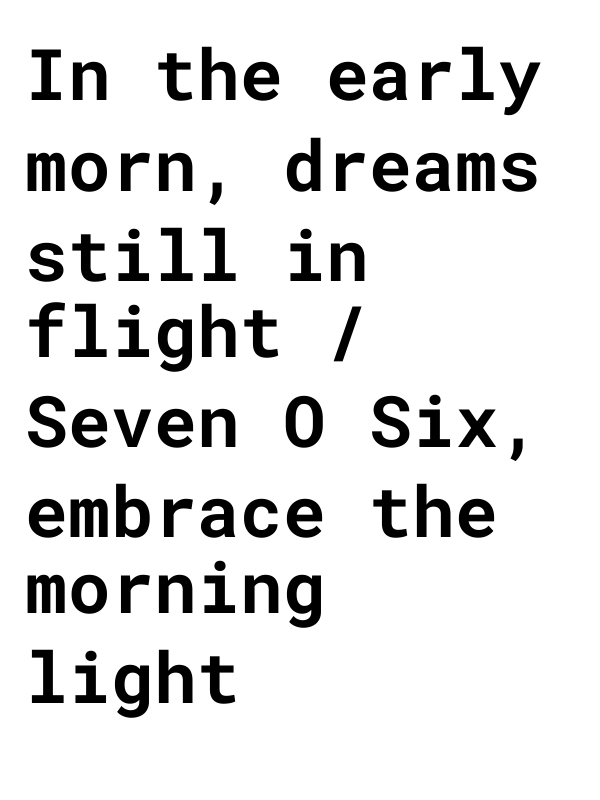 In the early
morn, dreams
still in
flight /
Seven O Six,
embrace the
morning
light